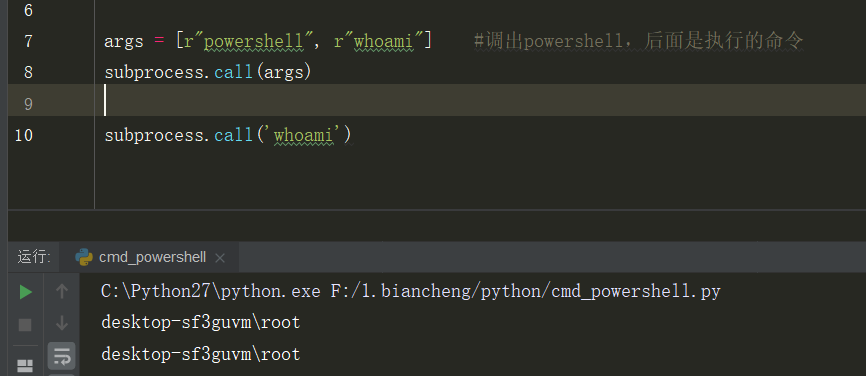 6
7 args = [r"powershell", r"whoami"] #调出powershell，后面是执行的命令
8 subprocess.call(args)
9
10 subprocess.call('whoami')
运行: cmd_powershell
C:\Python27\python.exe F:/1.biancheng/python/cmd_powershell.py
desktop-sf3guvm\root
desktop-sf3guvm\root